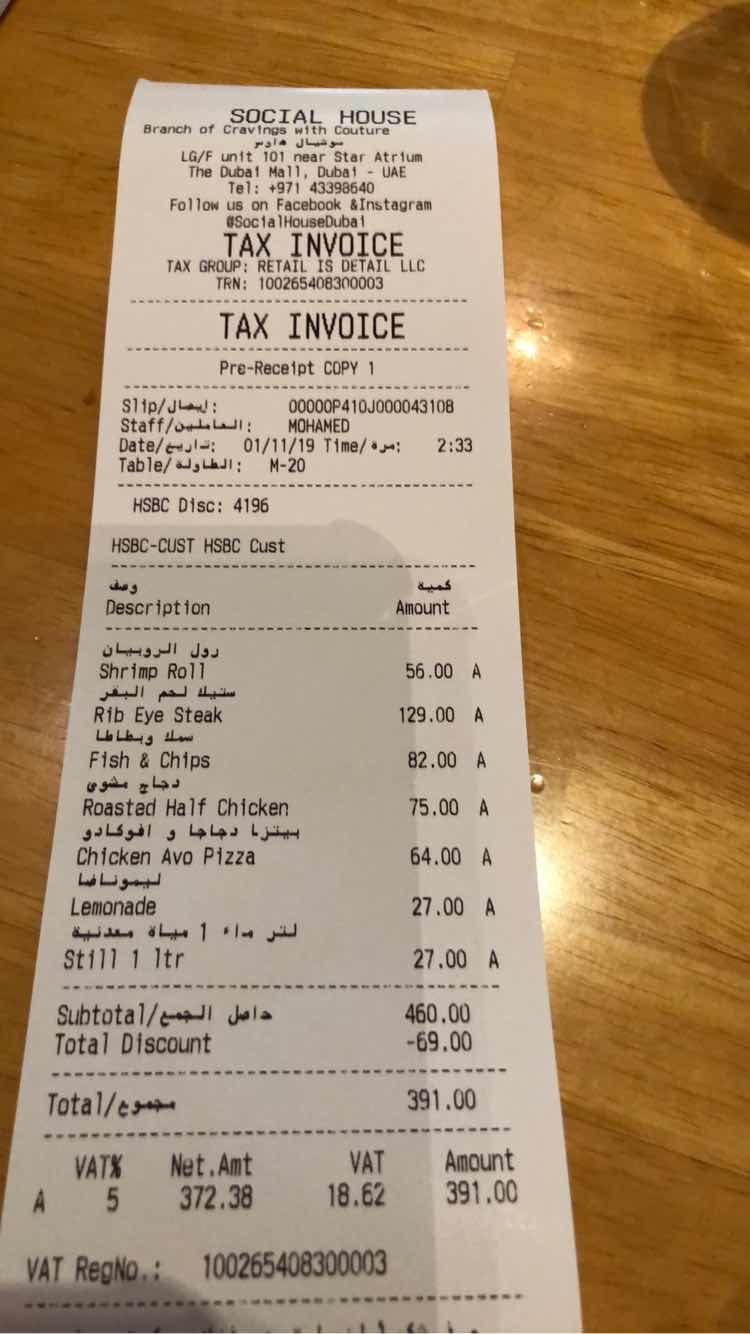 SOCIAL HOUSE
Branch of Cravings with Couture
سوشيال هاوس
LG/F unit 101 near Star Atrium
The Dubai Mall, Dubai - UAE
Tel: +971 43398640
Follow us on Facebook &Instagram
@SocialHouseDubai
TAX INVOICE
TAX GROUP: RETAIL IS DETAIL LLC
TRN: 100265408300003
TAX INVOICE
Pre-Receipt COPY 1
Slip/إيصال: 00000P410J000043108
Staff/العاملين: MOHAMED
Date/تاريخ: 01/11/19 Time/مرة: 2:33
Table/الطاولة: M-20
HSBC Disc: 4196
HSBC-CUST HSBC Cust
وصف كمية
Description Amount
رول الروبيان
Shrimp Roll 56.00 A
ستيك لحم البقر
Rib Eye Steak 129.00 A
سمك وبطاطا
Fish & Chips 82.00 A
دجاج مشوي
Roasted Half Chicken 75.00 A
بيتزا دجاجا و افوكادو
Chicken Avo Pizza 64.00 A
ليموناضا
Lemonade 27.00 A
لتر ماء 1 مياة معدنية
Still 1 ltr 27.00 A
Subtotal/حاصل الجمع 460.00
Total Discount -69.00
Total/مجموع 391.00
VAT% Net.Amt VAT Amount
A 5 372.38 18.62 391.00
VAT RegNo.: 100265408300003